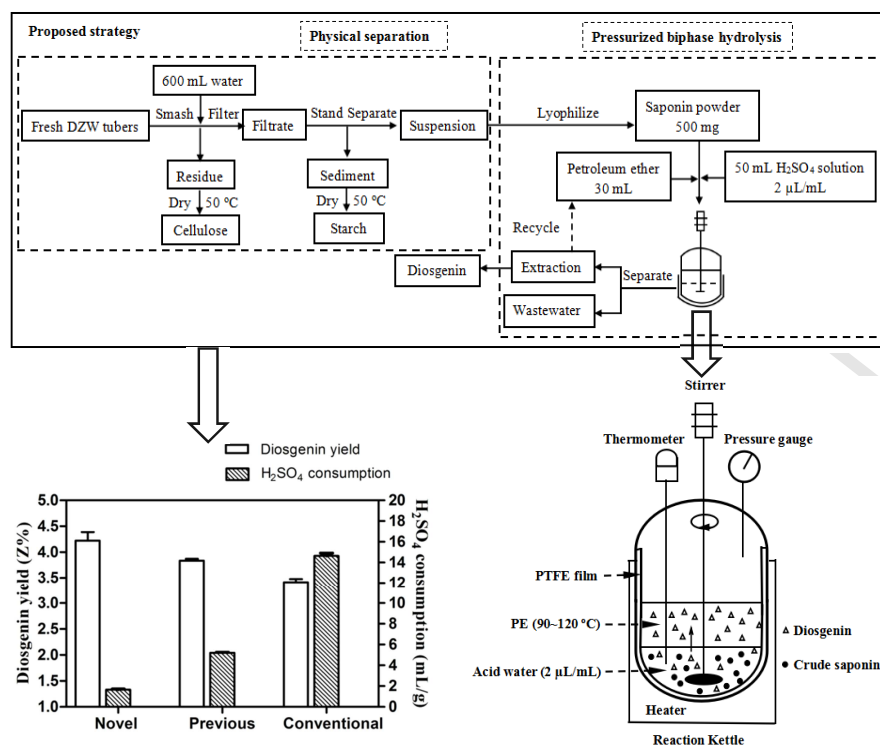 Proposed strategy
Physical separation
Pressurized biphase hydrolysis
600 mL water
Fresh DZW tubers
Smash
Filter
Filtrate
Stand Separate
Suspension
Lyophilize
Saponin powder
500 mg
Residue
Sediment
Petroleum ether
30 mL
50 mL H₂SO₄ solution
2 µL/mL
Dry 50 ºC
Dry 50 ºC
Cellulose
Starch
Recycle
Diosgenin
Extraction
Separate
Wastewater
Diosgenin yield
H₂SO₄ consumption
Diosgenin yield (Z%)
5.0
4.5
4.0
3.5
3.0
2.5
2.0
1.5
1.0
20
18
16
14
12
10
8
6
4
2
0
H₂SO₄ consumption (mL/g)
Novel
Previous
Conventional
Stirrer
Thermometer
Pressure gauge
PTFE film
PE (90~120 ºC)
Acid water (2 µL/mL)
Diosgenin
Crude saponin
Heater
Reaction Kettle